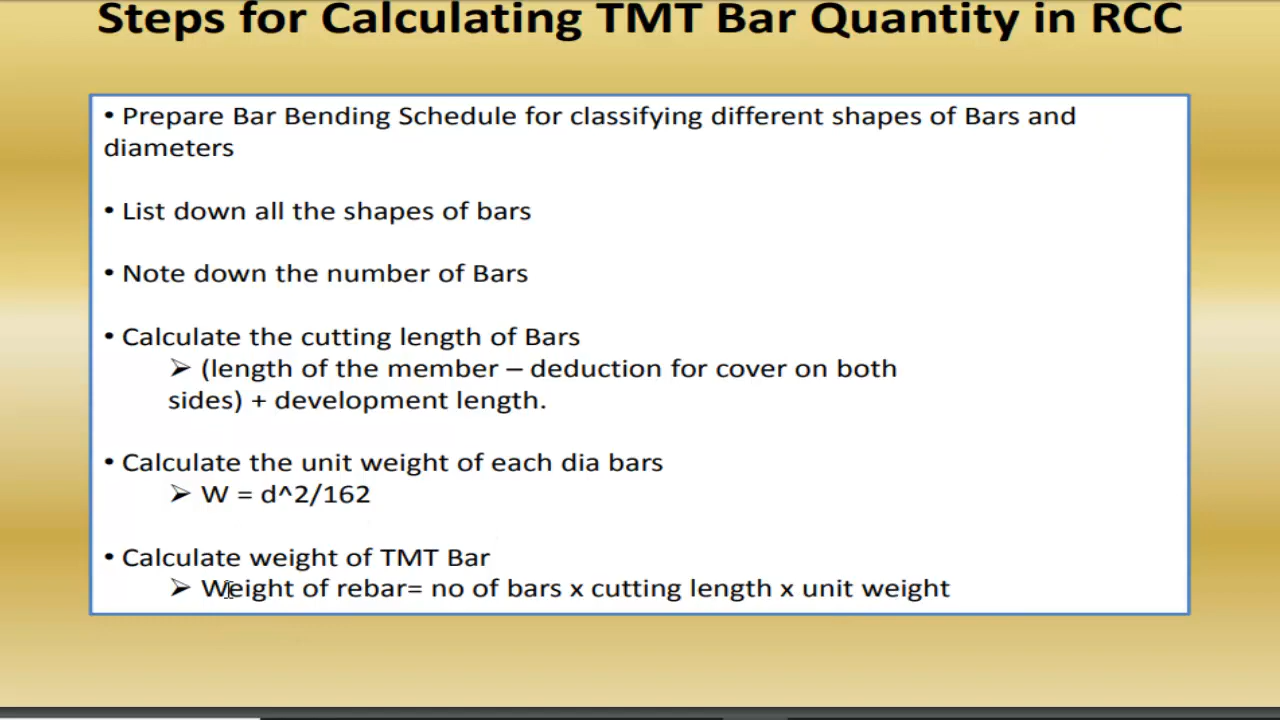 Steps for Calculating TMT Bar Quantity in RCC
• Prepare Bar Bending Schedule for classifying different shapes of Bars and
diameters
• List down all the shapes of bars
• Note down the number of Bars
• Calculate the cutting length of Bars
➢ (length of the member – deduction for cover on both
sides) + development length.
• Calculate the unit weight of each dia bars
➢ W = d^2/162
• Calculate weight of TMT Bar
➢ Weight of rebar= no of bars x cutting length x unit weight